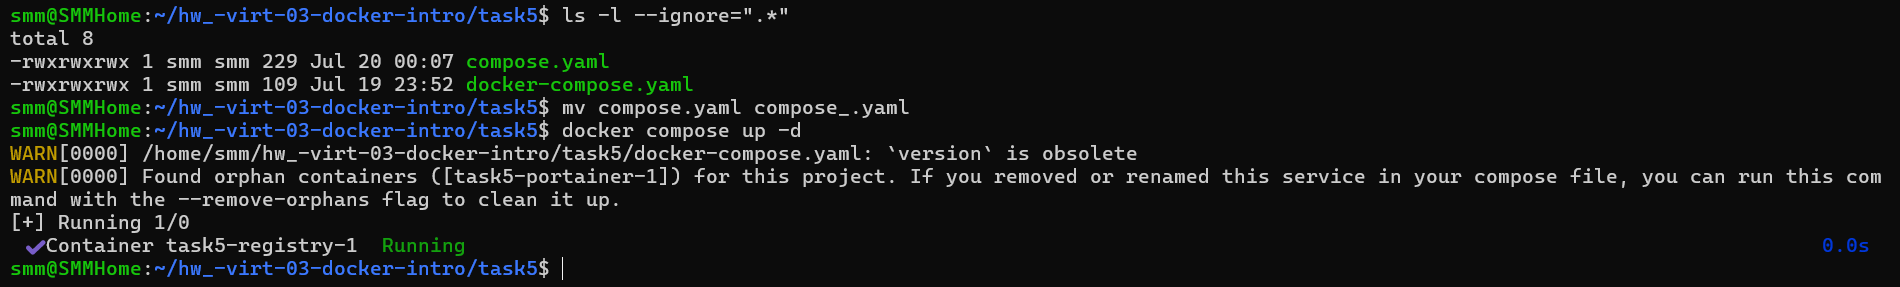 smm@SMMHome:~/hw_-virt-03-docker-intro/task5$ ls -l --ignore=".*"
total 8
-rwxrwxrwx 1 smm smm 229 Jul 20 00:07 compose.yaml
-rwxrwxrwx 1 smm smm 109 Jul 19 23:52 docker-compose.yaml
smm@SMMHome:~/hw_-virt-03-docker-intro/task5$ mv compose.yaml compose_.yaml
smm@SMMHome:~/hw_-virt-03-docker-intro/task5$ docker compose up -d
WARN[0000] /home/smm/hw_-virt-03-docker-intro/task5/docker-compose.yaml: `version` is obsolete
WARN[0000] Found orphan containers ([task5-portainer-1]) for this project. If you removed or renamed this service in your compose file, you can run this com
mand with the --remove-orphans flag to clean it up.
[+] Running 1/0
✔Container task5-registry-1  Running 0.0s
smm@SMMHome:~/hw_-virt-03-docker-intro/task5$